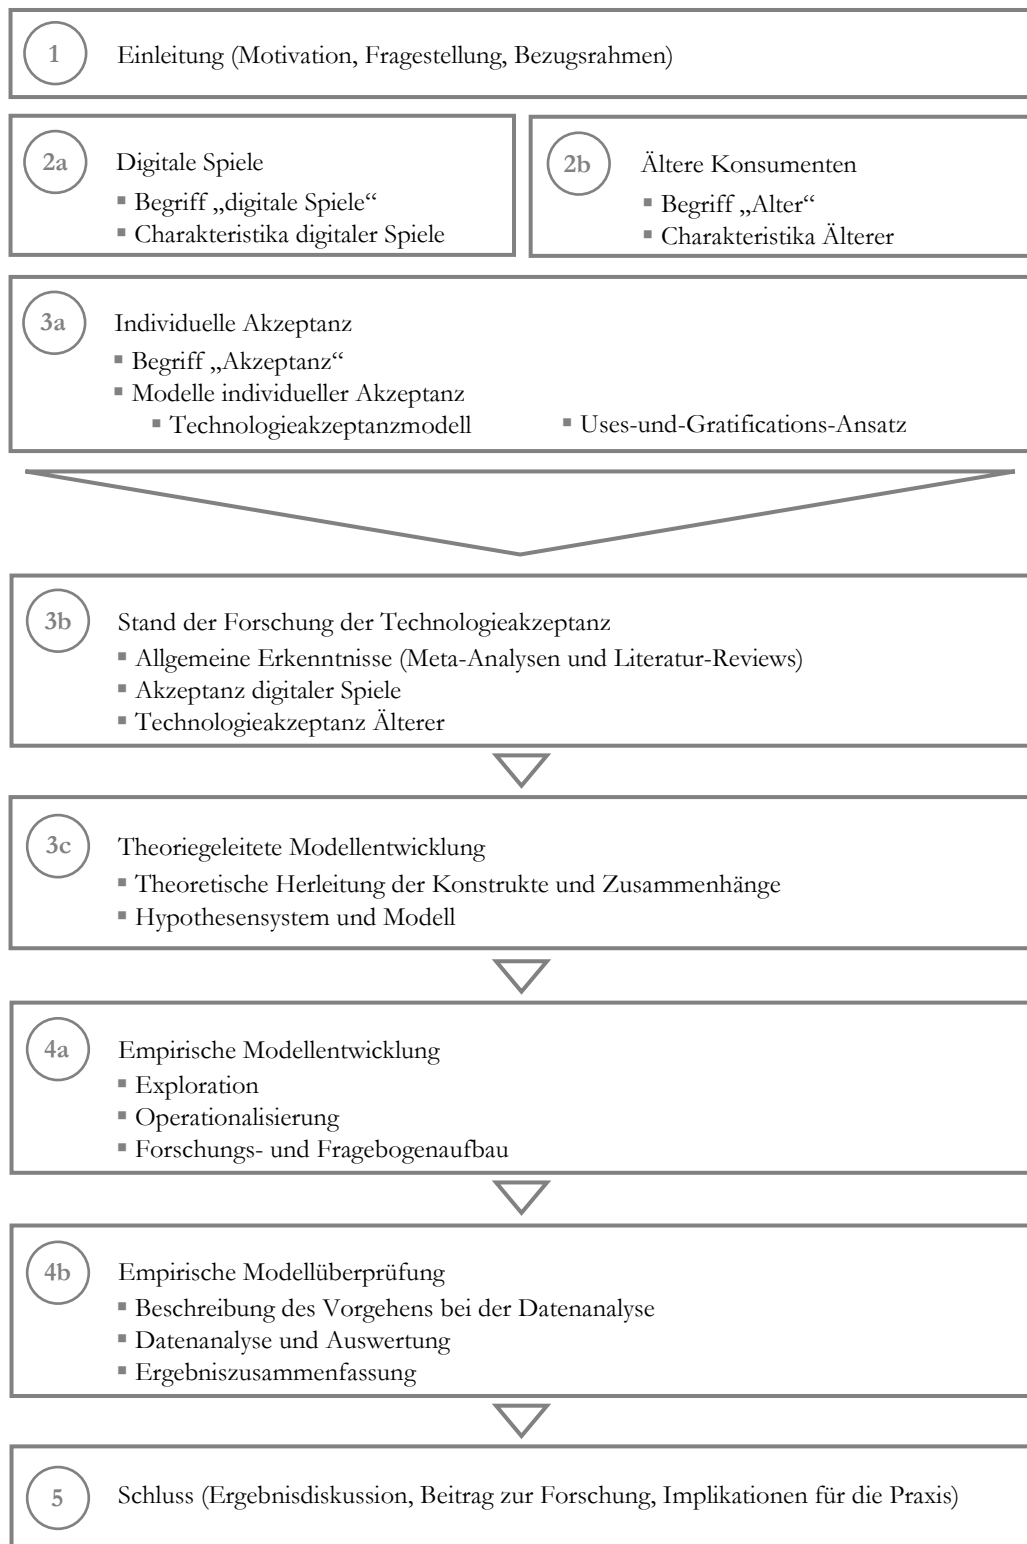 1 Einleitung (Motivation, Fragestellung, Bezugsrahmen)
2a Digitale Spiele
▪ Begriff „digitale Spiele“
▪ Charakteristika digitaler Spiele
2b Ältere Konsumenten
▪ Begriff „Alter“
▪ Charakteristika Älterer
3a Individuelle Akzeptanz
▪ Begriff „Akzeptanz“
▪ Modelle individueller Akzeptanz
▪ Technologieakzeptanzmodell ▪ Uses-und-Gratifications-Ansatz
3b Stand der Forschung der Technologieakzeptanz
▪ Allgemeine Erkenntnisse (Meta-Analysen und Literatur-Reviews)
▪ Akzeptanz digitaler Spiele
▪ Technologieakzeptanz Älterer
3c Theoriegeleitete Modellentwicklung
▪ Theoretische Herleitung der Konstrukte und Zusammenhänge
▪ Hypothesensystem und Modell
4a Empirische Modellentwicklung
▪ Exploration
▪ Operationalisierung
▪ Forschungs- und Fragebogenaufbau
4b Empirische Modellüberprüfung
▪ Beschreibung des Vorgehens bei der Datenanalyse
▪ Datenanalyse und Auswertung
▪ Ergebniszusammenfassung
5 Schluss (Ergebnisdiskussion, Beitrag zur Forschung, Implikationen für die Praxis)